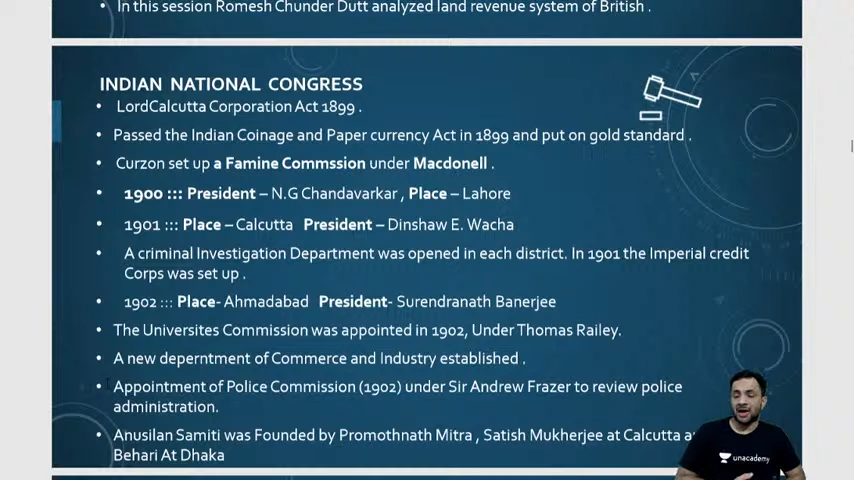 • In this session Romesh Chunder Dutt analyzed land revenue system of British .
INDIAN NATIONAL CONGRESS
• LordCalcutta Corporation Act 1899 .
• Passed the Indian Coinage and Paper currency Act in 1899 and put on gold standard .
• Curzon set up a Famine Commssion under Macdonell .
• 1900 ::: President – N.G Chandavarkar , Place – Lahore
• 1901 ::: Place – Calcutta President – Dinshaw E. Wacha
• A criminal Investigation Department was opened in each district. In 1901 the Imperial credit
Corps was set up .
• 1902 ::: Place- Ahmadabad President- Surendranath Banerjee
• The Universites Commission was appointed in 1902, Under Thomas Railey.
• A new deperntment of Commerce and Industry established .
• Appointment of Police Commission (1902) under Sir Andrew Frazer to review police
administration.
• Anusilan Samiti was Founded by Promothnath Mitra , Satish Mukherjee at Calcutta
Behari At Dhaka
unacademy